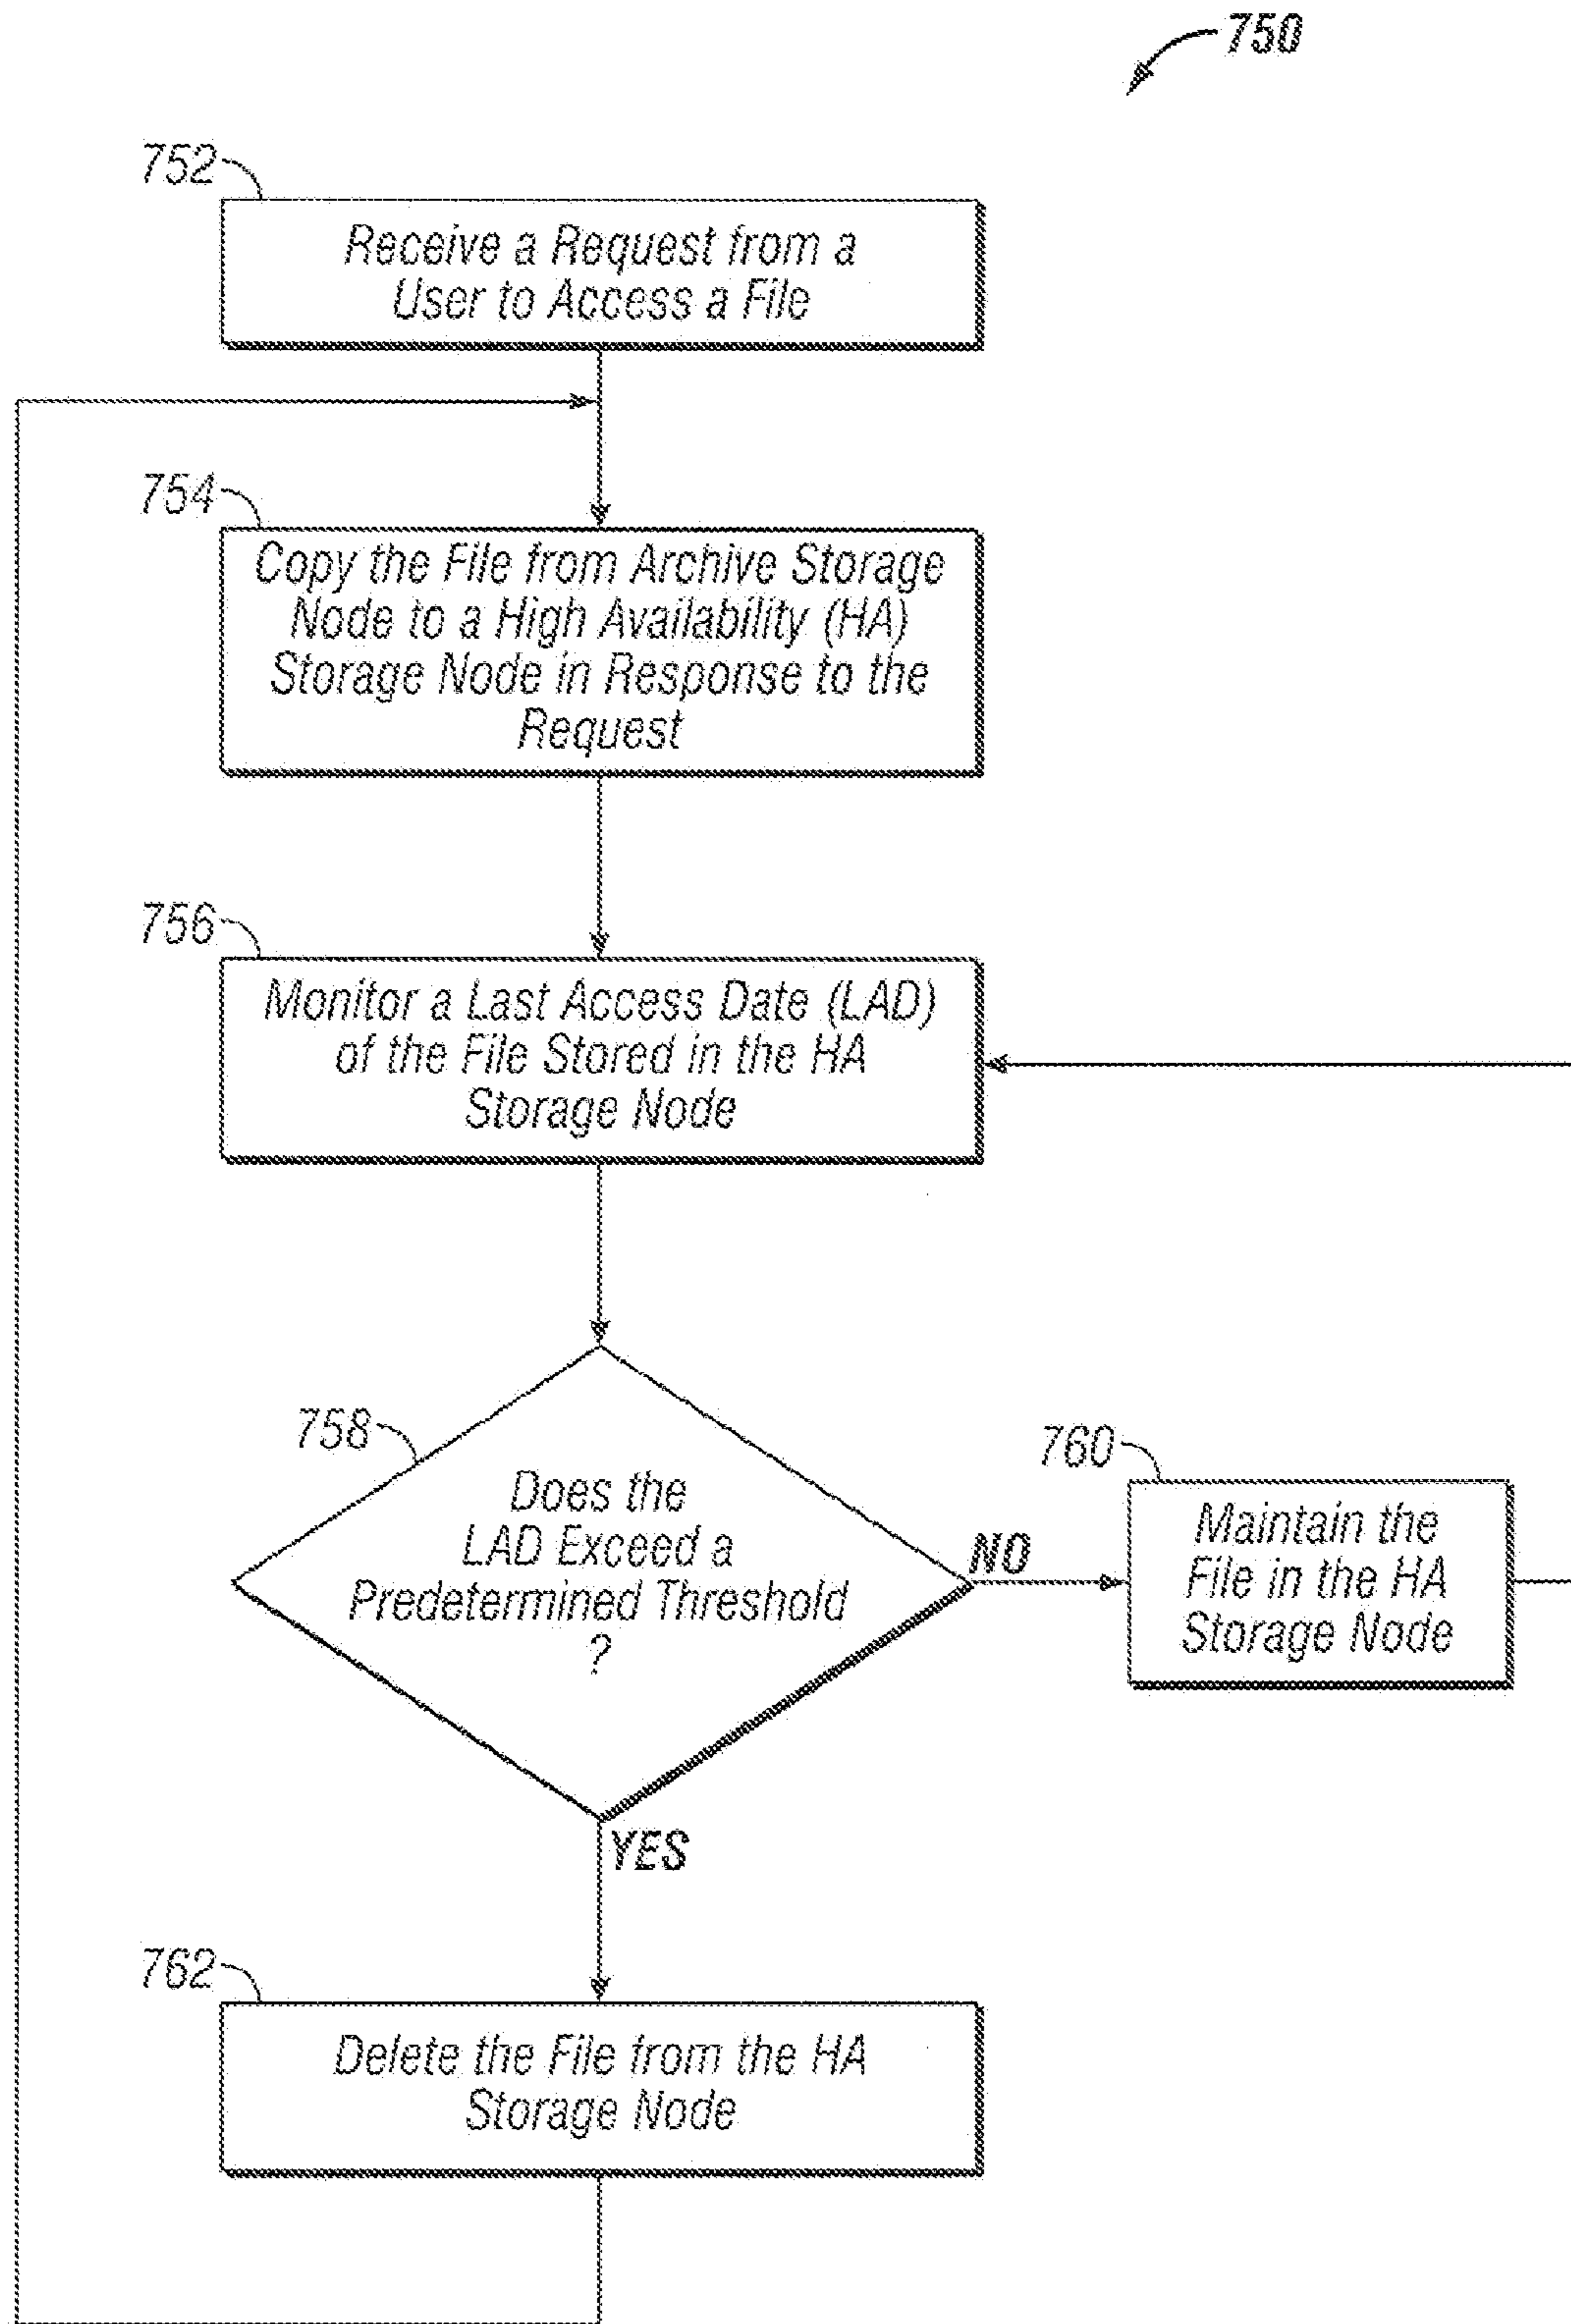 750
752
Receive a Request from a
User to Access a File
754
Copy the File from Archive Storage
Node to a High Availability (HA)
Storage Node in Response to the
Request
756
Monitor a Last Access Date (LAD)
of the File Stored in the HA
Storage Node
758
Does the
LAD Exceed a
Predetermined Threshold
?
NO
760
Maintain the
File in the HA
Storage Node
YES
762
Delete the File from the HA
Storage Node